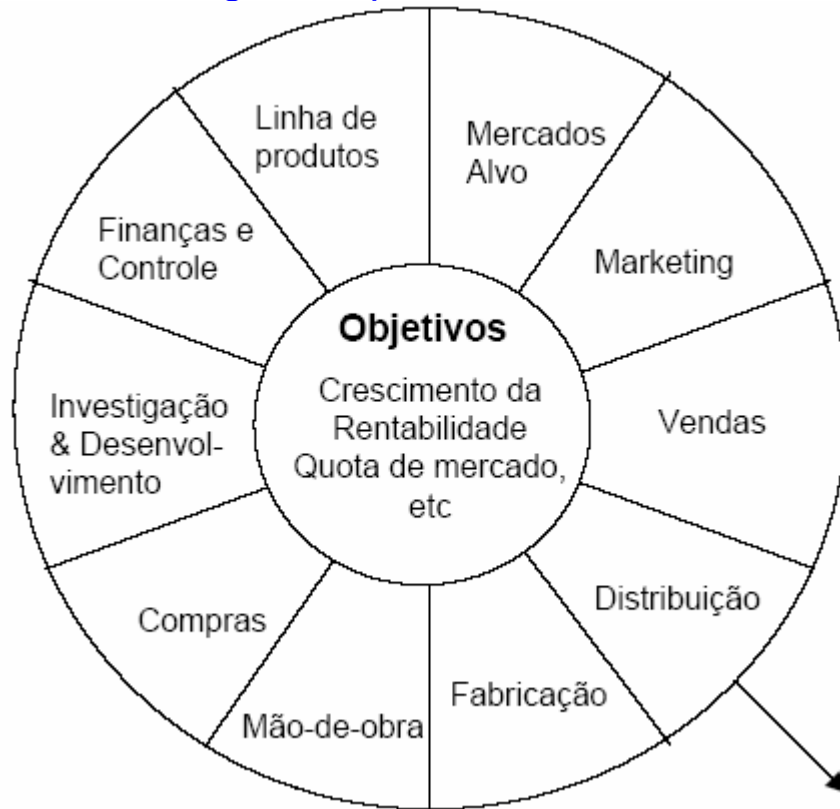 Linha de
produtos
Mercados
Alvo
Finanças e
Controle
Marketing
Objetivos
Crescimento da
Rentabilidade
Quota de mercado,
etc
Investigação
& Desenvol-
vimento
Vendas
Compras
Distribuição
Mão-de-obra
Fabricação